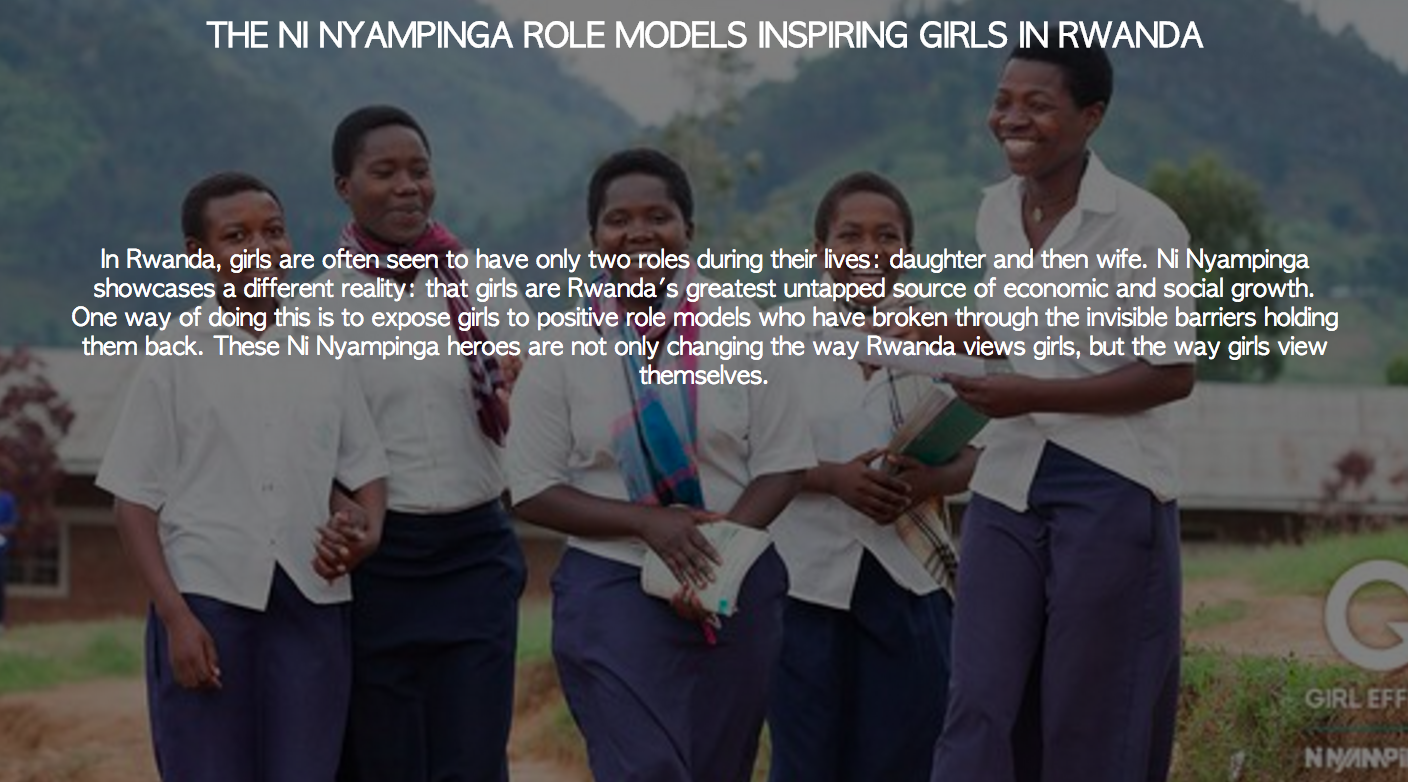 THE NI NYAMPINGA ROLE MODELS INSPIRING GIRLS IN RWANDA
In Rwanda, girls are often seen to have only two roles during their lives: daughter and then wife. Ni Nyampinga
showcases a different reality: that girls are Rwanda's greatest untapped source of economic and social growth.
One way of doing this is to expose girls to positive role models who have broken through the invisible barriers holding
them back. These Ni Nyampinga heroes are not only changing the way Rwanda views girls, but the way girls view
themselves.
G
GIRL EFF
NI NYAMPI